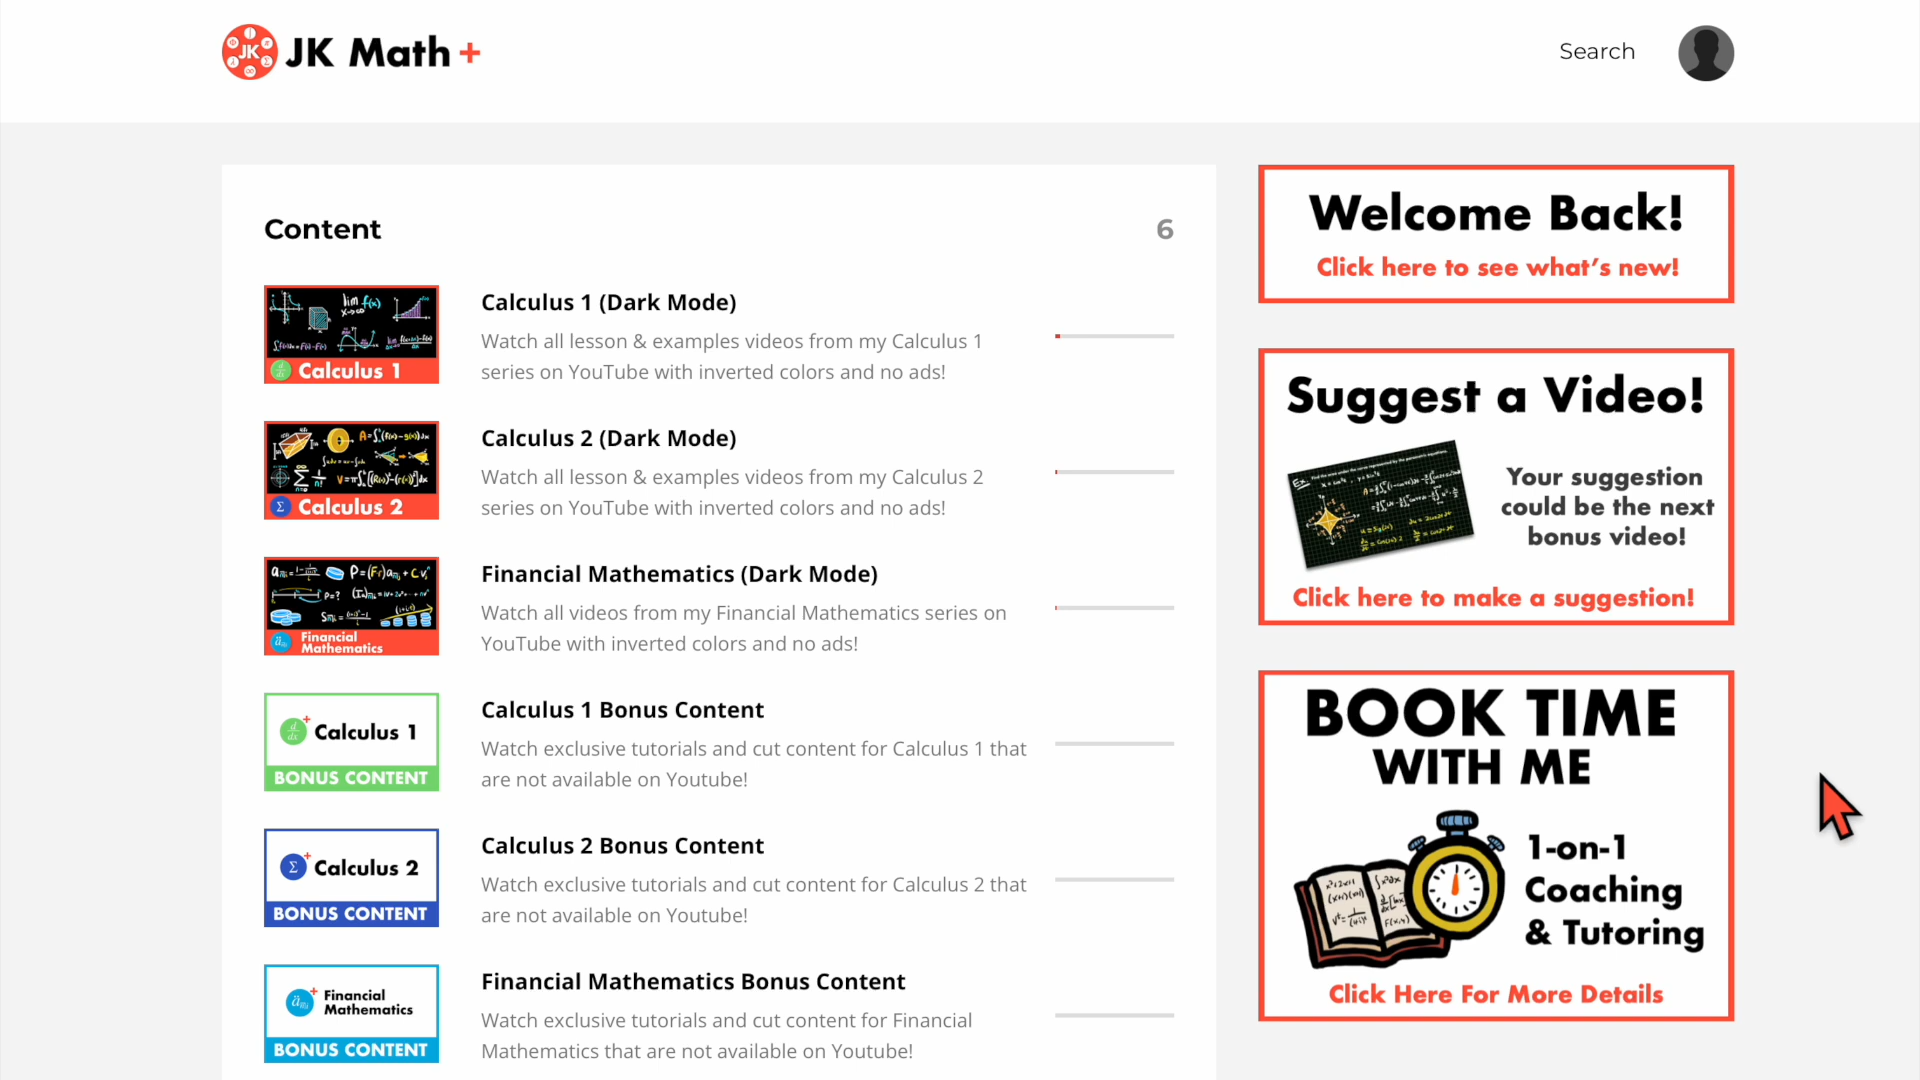 JK Math +
Search
Content
6
Calculus 1 (Dark Mode)
Watch all lesson & examples videos from my Calculus 1
series on YouTube with inverted colors and no ads!
Calculus 1
Calculus 2 (Dark Mode)
Watch all lesson & examples videos from my Calculus 2
series on YouTube with inverted colors and no ads!
Calculus 2
Financial Mathematics (Dark Mode)
Watch all videos from my Financial Mathematics series on
YouTube with inverted colors and no ads!
Financial
Mathematics
Calculus 1 Bonus Content
Watch exclusive tutorials and cut content for Calculus 1 that
are not available on Youtube!
Calculus 1
BONUS CONTENT
Calculus 2 Bonus Content
Watch exclusive tutorials and cut content for Calculus 2 that
are not available on Youtube!
Calculus 2
BONUS CONTENT
Financial Mathematics Bonus Content
Watch exclusive tutorials and cut content for Financial
Mathematics that are not available on Youtube!
Financial
Mathematics
BONUS CONTENT
Welcome Back!
Click here to see what's new!
Suggest a Video!
Your suggestion
could be the next
bonus video!
Click here to make a suggestion!
BOOK TIME
WITH ME
1-on-1
Coaching
& Tutoring
Click Here For More Details